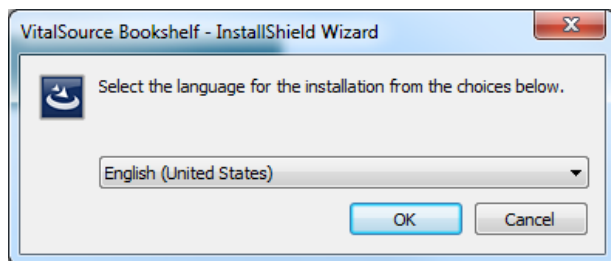 VitalSource Bookshelf - InstallShield Wizard
Select the language for the installation from the choices below.
English (United States)
OK
Cancel